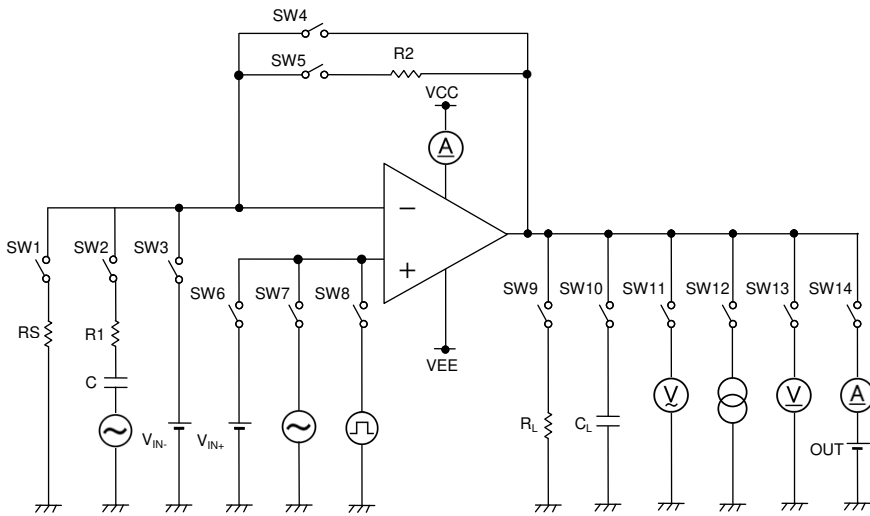 SW4
SW5 R2
VCC
A
SW1 SW2 SW3
SW6 SW7 SW8
SW9 SW10 SW11 SW12 SW13 SW14
RS R1
C
VEE
V V A
VIN- VIN+ RL CL OUT